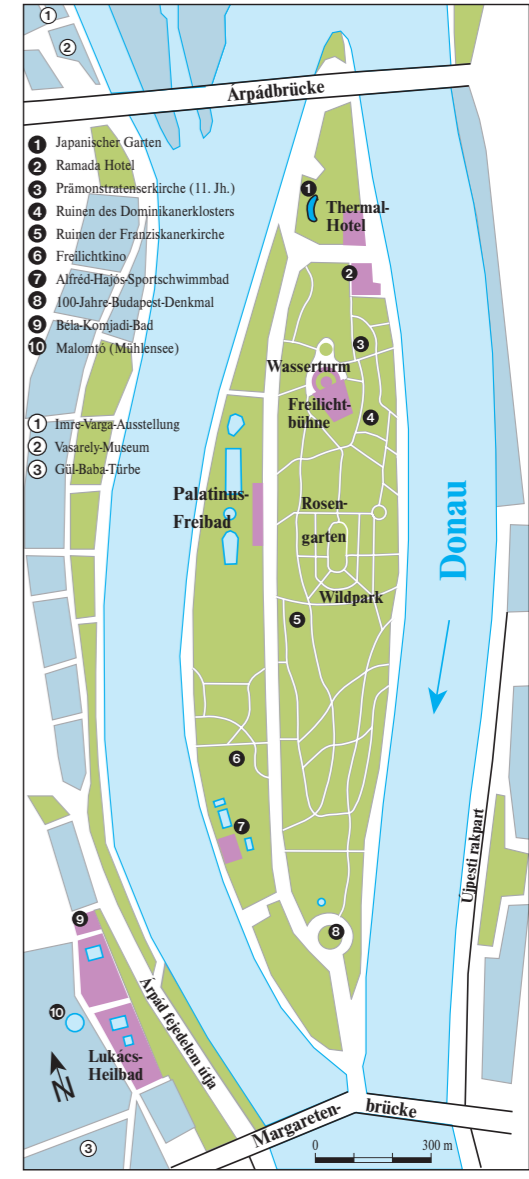 1
2
Árpádbrücke
1 Japanischer Garten
2 Ramada Hotel
3 Prämonstratenserkirche (11. Jh.)
4 Ruinen des Dominikanerklosters
5 Ruinen der Franziskanerkirche
6 Freilichtkino
7 Alfréd-Hajós-Sportschwimmbad
8 100-Jahre-Budapest-Denkmal
9 Béla-Komjadi-Bad
10 Malomtó (Mühlensee)
1 Imre-Varga-Ausstellung
2 Vasarely-Museum
3 Gül-Baba-Türbe
1
Thermal-
Hotel
2
3
Wasserturm
Freilicht-
bühne
4
Palatinus-
Freibad
Rosen-
garten
Wildpark
5
Donau
6
7
Újpesti rakpart
8
9
10
Árpád fejedelem útja
Lukács-
Heilbad
N
3
Margareten-
brücke
0 300 m